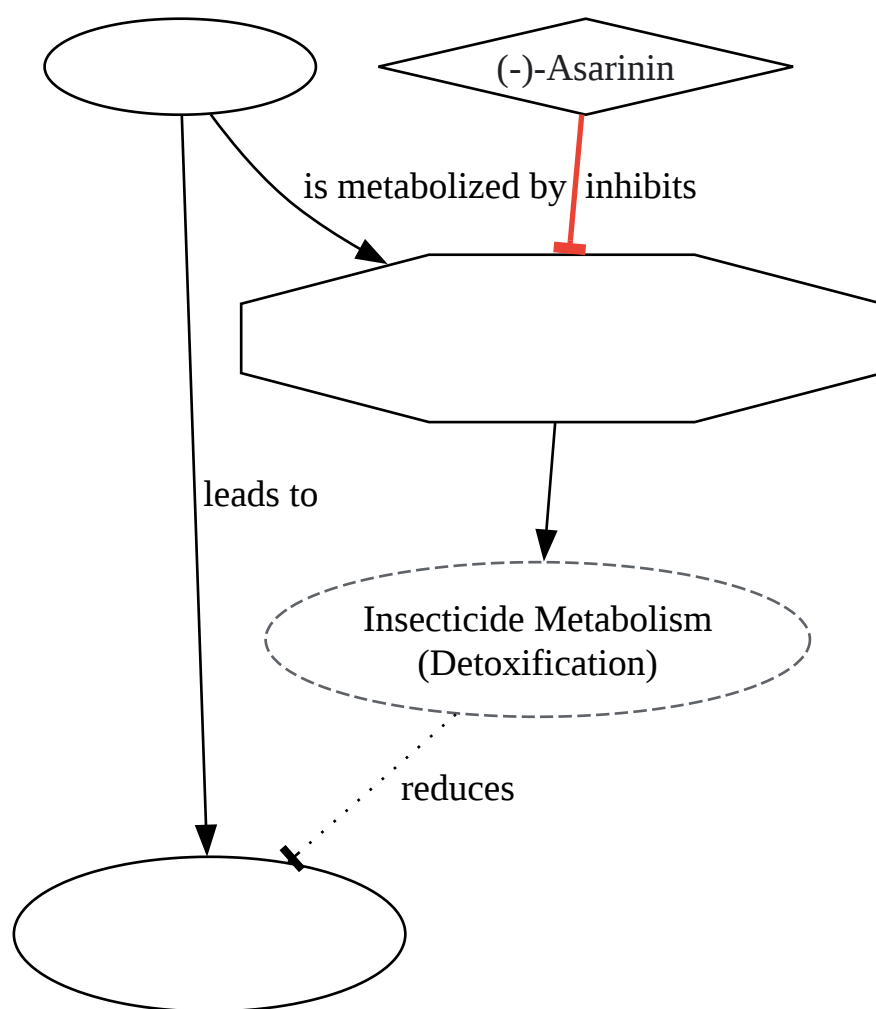 (-)-Asarinin
is metabolized by
inhibits
leads to
Insecticide Metabolism
(Detoxification)
reduces